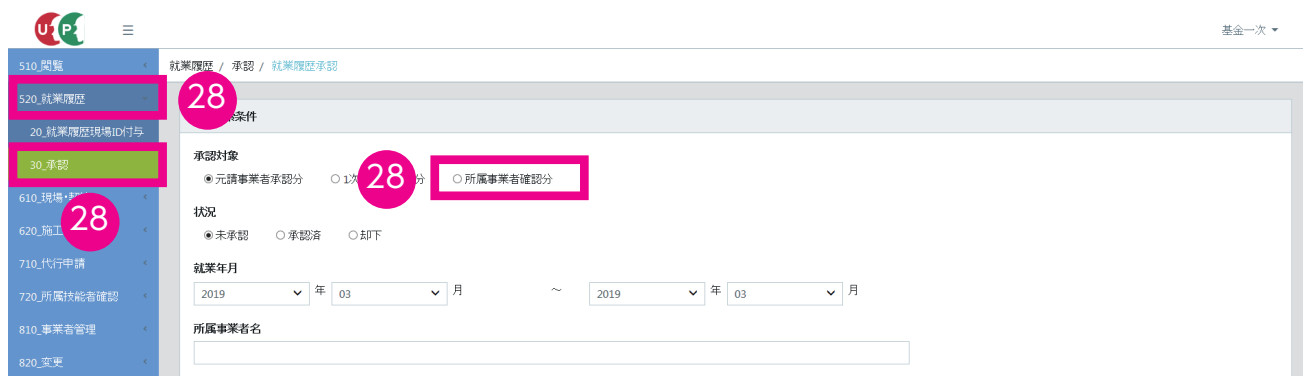 UP
基金一次
510_閲覧
就業履歴 / 承認 / 就業履歴承認
520_就業履歴
28
条件
20_就業履歴現場ID付与
30_承認
承認対象
元請事業者承認分
1次
28
分
所属事業者確認分
610_現場・
28
状況
620_施工
未承認
承認済
却下
710_代行申請
就業年月
720_所属技能者確認
2019 年 03 月 ～ 2019 年 03 月
810_事業者管理
所属事業者名
820_変更